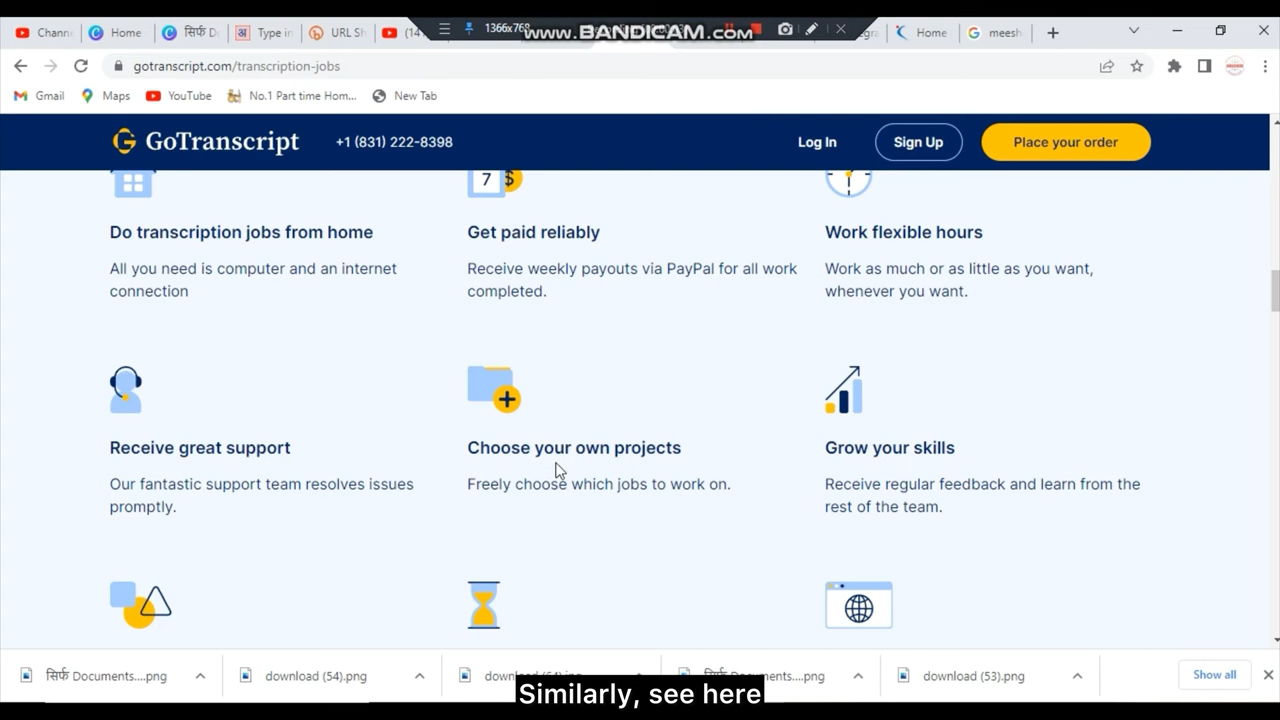 Chann
Home
सिर्फ D
Type in
URL Sh
(14
1366x768
www.BANDICAM.com
Home
meesh
gotranscript.com/transcription-jobs
Gmail
Maps
YouTube
No.1 Part time Hom...
New Tab
GoTranscript
+1 (831) 222-8398
Log In
Sign Up
Place your order
7 $
Do transcription jobs from home
All you need is computer and an internet
connection
Get paid reliably
Receive weekly payouts via PayPal for all work
completed.
Work flexible hours
Work as much or as little as you want,
whenever you want.
Receive great support
Our fantastic support team resolves issues
promptly.
Choose your own projects
Freely choose which jobs to work on.
Grow your skills
Receive regular feedback and learn from the
rest of the team.
सिर्फ Documents....png
download (54).png
download
Documents....png
download (53).png
Show all
Similarly, see here